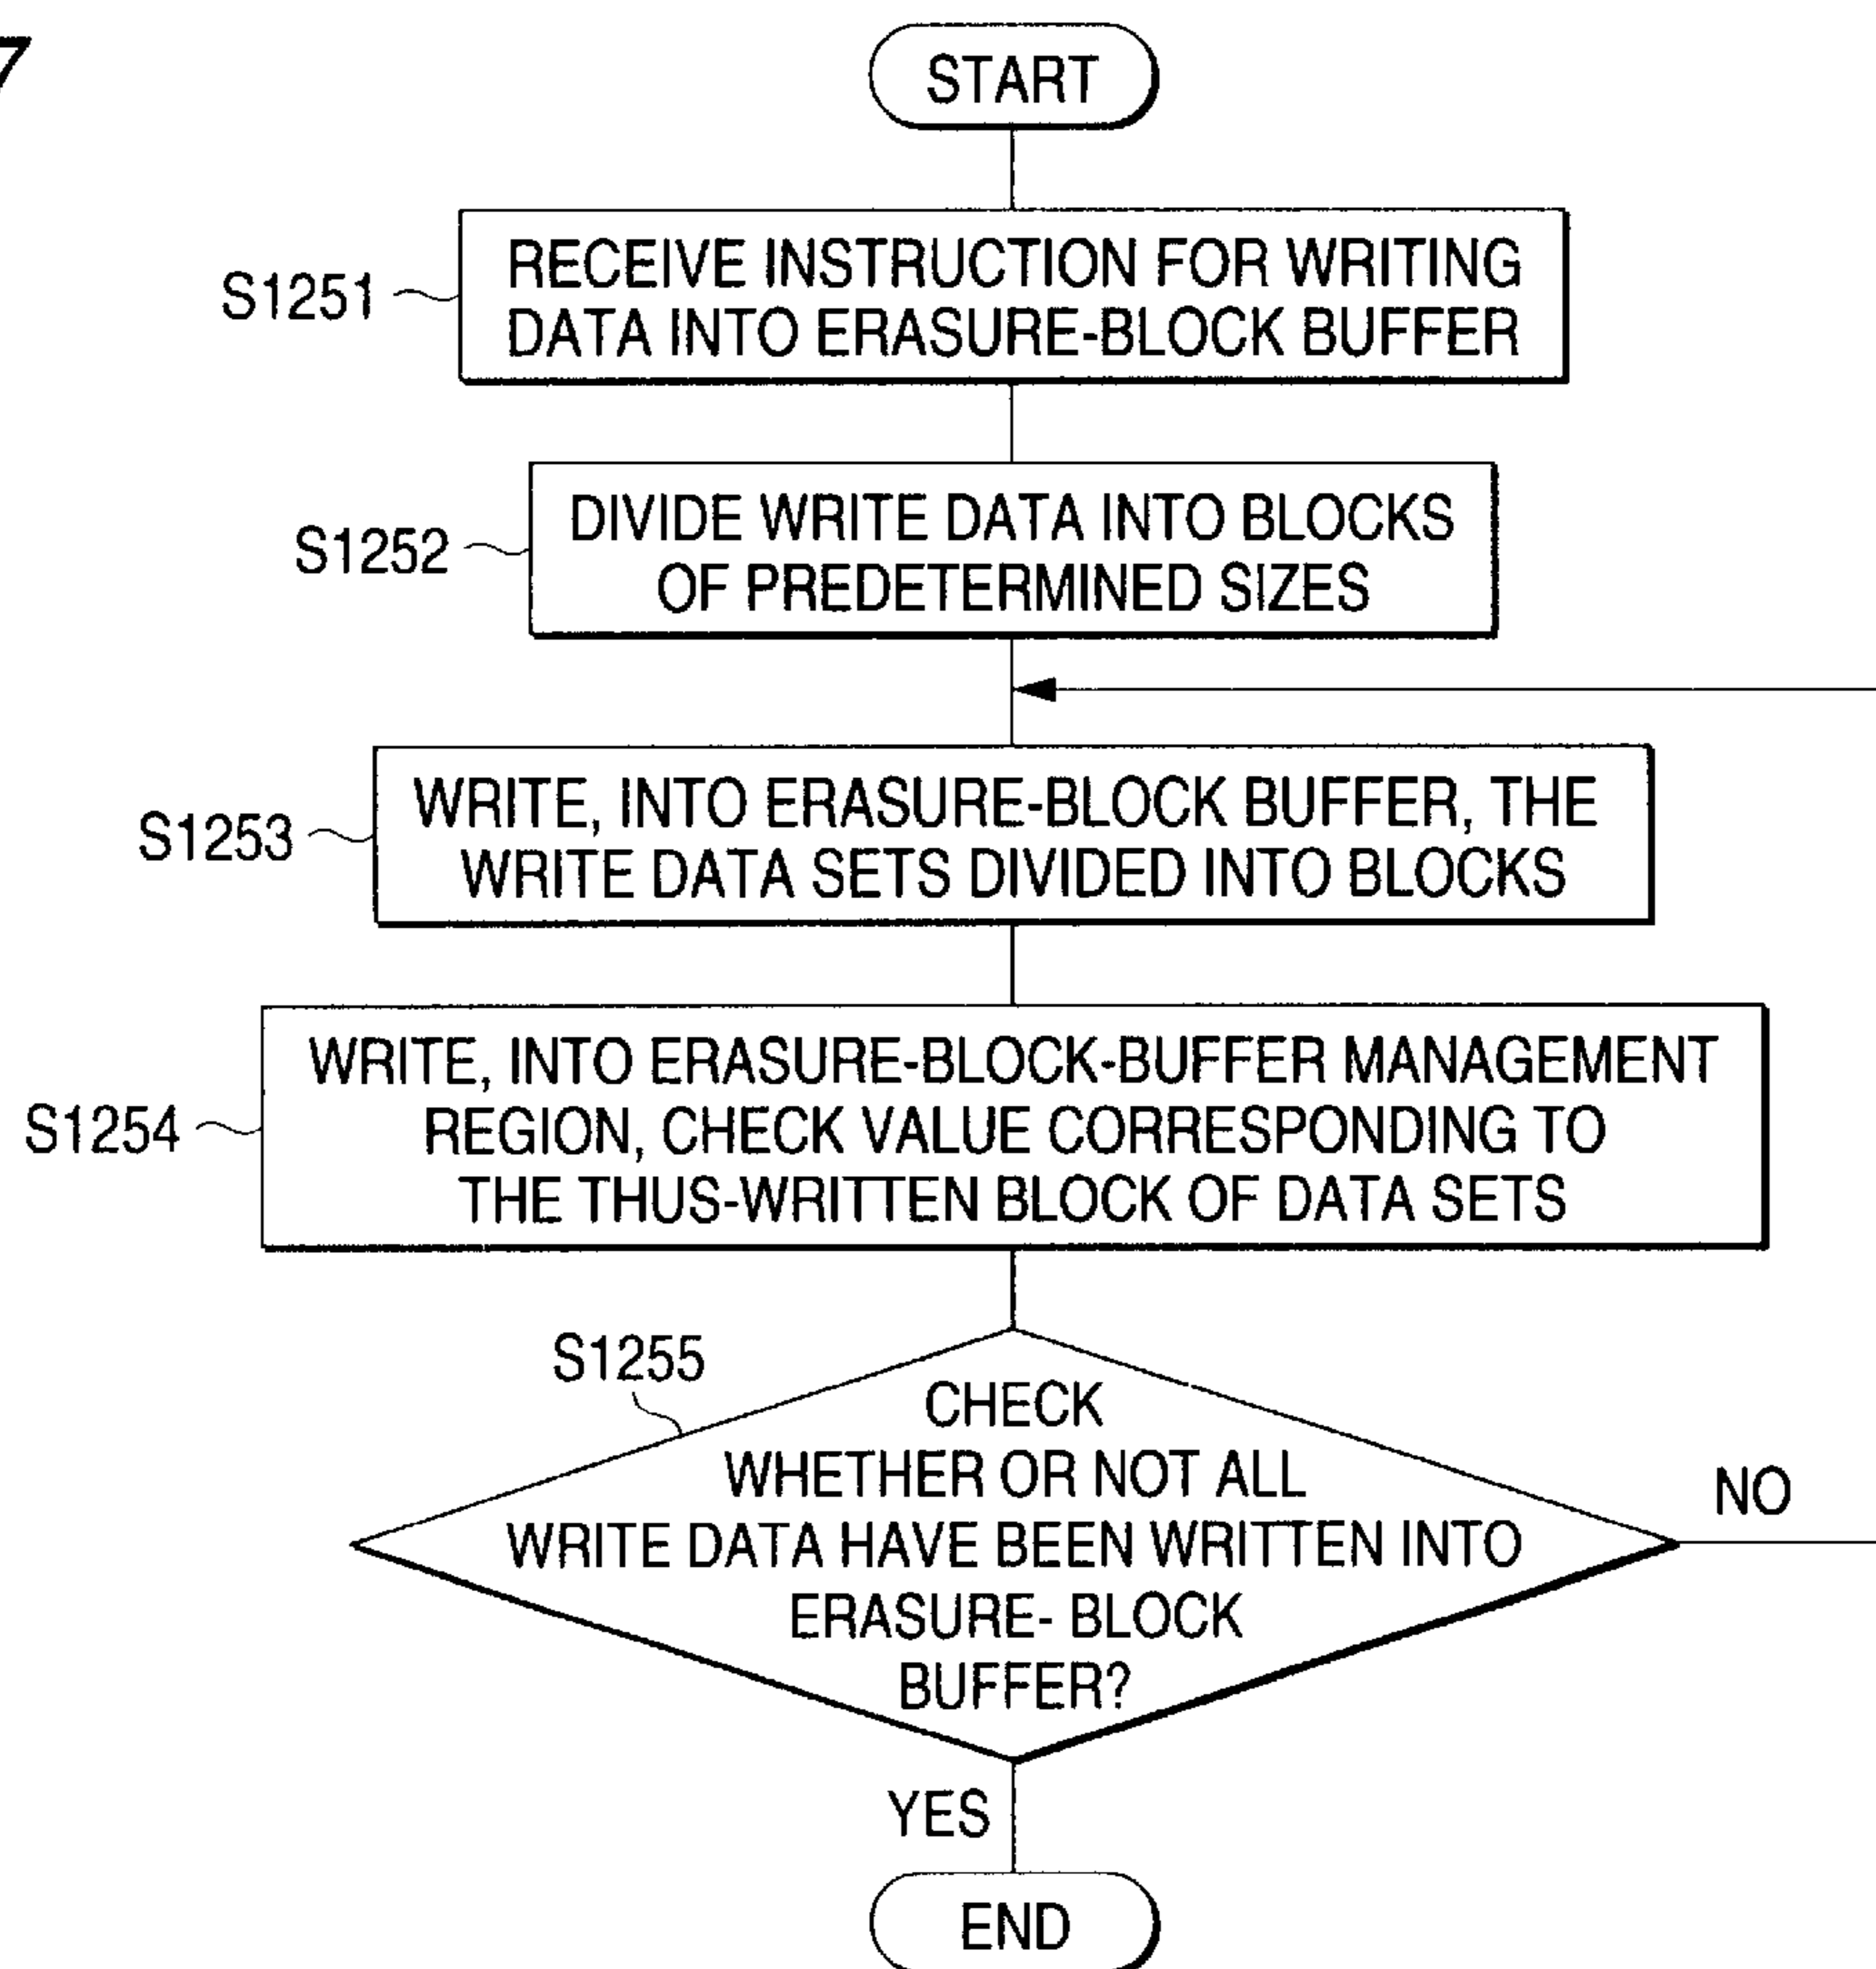 7
START
S1251
RECEIVE INSTRUCTION FOR WRITING
DATA INTO ERASURE-BLOCK BUFFER
S1252
DIVIDE WRITE DATA INTO BLOCKS
OF PREDETERMINED SIZES
S1253
WRITE, INTO ERASURE-BLOCK BUFFER, THE
WRITE DATA SETS DIVIDED INTO BLOCKS
S1254
WRITE, INTO ERASURE-BLOCK-BUFFER MANAGEMENT
REGION, CHECK VALUE CORRESPONDING TO
THE THUS-WRITTEN BLOCK OF DATA SETS
S1255
CHECK
WHETHER OR NOT ALL
WRITE DATA HAVE BEEN WRITTEN INTO
ERASURE- BLOCK
BUFFER?
NO
YES
END